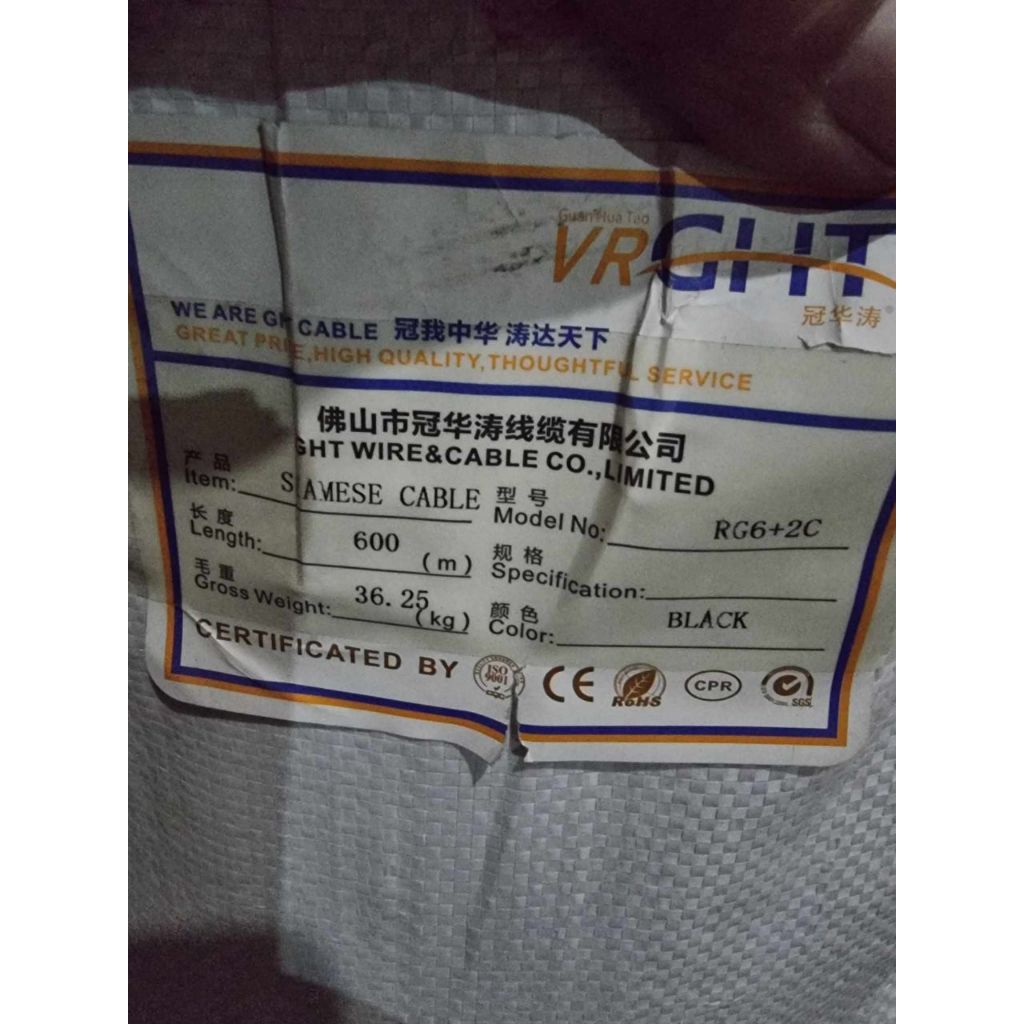 Guan Hua Tao
VRGHT
冠华涛
WE ARE GH CABLE 冠我中华 涛达天下
GREAT PRIE,HIGH QUALITY,THOUGHTFUL SERVICE
佛山市冠华涛线缆有限公司
GHT WIRE&CABLE CO.,LIMITED
产品 型号
Item: SIAMESE CABLE Model No: RG6+2C
长度 规格
Length: 600 (m) Specification:
毛重 颜色
Gross Weight: 36.25 (kg) Color: BLACK
CERTIFICATED BY ISO 9001 CE RoHS CPR SGS